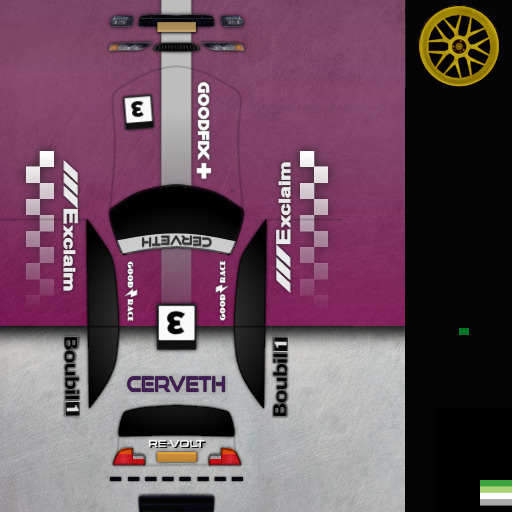 3
GOODFIX +
Exclaim
Exclaim
CERVETH
GOOD RACE
GOOD RACE
3
Boubil1
Boubil1
CERVETH
RE-VOLT